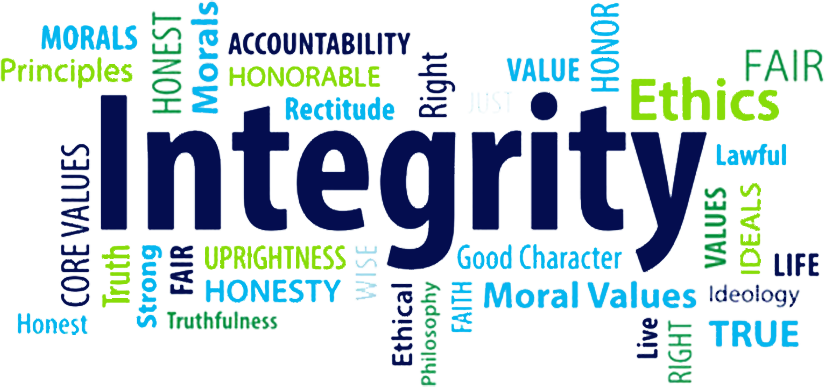 MORALS
HONEST
Morals
ACCOUNTABILITY
HONOR
FAIR
Principles
HONORABLE
Right
VALUE
Rectitude
JUST
Ethics
Integrity
Lawful
CORE VALUES
Truth
Strong
FAIR
UPRIGHTNESS
WISE
Good Character
VALUES
IDEALS
LIFE
HONESTY
Ethical
Philosophy
FAITH
Moral Values
Ideology
Honest
Truthfulness
Live
RIGHT
TRUE